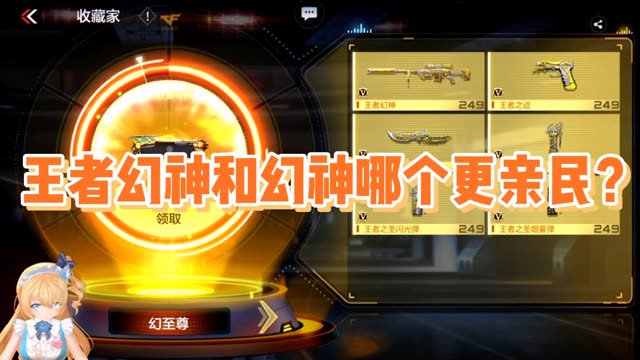 收藏家
王者幻神
249
王者之迹
249
王者幻神和幻神哪个更亲民？
领取
王者之圣闪光弹
249
王者之圣烟雾弹
249
幻至尊